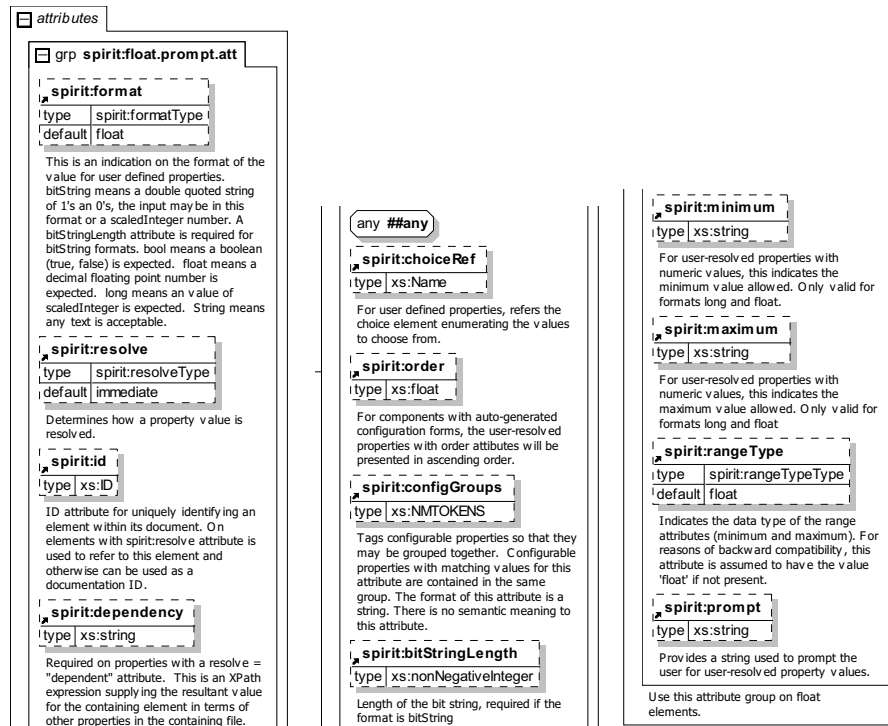 attributes
grp spirit:float.prompt.att
spirit:format
type spirit:formatType
default float
This is an indication on the format of the
value for user defined properties.
bitString means a double quoted string
of 1's an 0's, the input may be in this
format or a scaledInteger number. A
bitStringLength attribute is required for
bitString formats. bool means a boolean
(true, false) is expected. float means a
decimal floating point number is
expected. long means an value of
scaledInteger is expected. String means
any text is acceptable.
spirit:resolve
type spirit:resolveType
default immediate
Determines how a property value is
resolved.
spirit:id
type xs:ID
ID attribute for uniquely identifying an
element within its document. On
elements with spirit:resolve attribute is
used to refer to this element and
otherwise can be used as a
documentation ID.
spirit:dependency
type xs:string
Required on properties with a resolve =
"dependent" attribute. This is an XPath
expression supplying the resultant value
for the containing element in terms of
other properties in the containing file.
any ##any
spirit:choiceRef
type xs:Name
For user defined properties, refers the
choice element enumerating the values
to choose from.
spirit:order
type xs:float
For components with auto-generated
configuration forms, the user-resolved
properties with order attibutes will be
presented in ascending order.
spirit:configGroups
type xs:NMTOKENS
Tags configurable properties so that they
may be grouped together. Configurable
properties with matching values for this
attribute are contained in the same
group. The format of this attribute is a
string. There is no semantic meaning to
this attribute.
spirit:bitStringLength
type xs:nonNegativeInteger
Length of the bit string, required if the
format is bitString
spirit:minimum
type xs:string
For user-resolved properties with
numeric values, this indicates the
minimum value allowed. Only valid for
formats long and float.
spirit:maximum
type xs:string
For user-resolved properties with
numeric values, this indicates the
maximum value allowed. Only valid for
formats long and float
spirit:rangeType
type spirit:rangeTypeType
default float
Indicates the data type of the range
attributes (minimum and maximum). For
reasons of backward compatibility, this
attribute is assumed to have the value
'float' if not present.
spirit:prompt
type xs:string
Provides a string used to prompt the
user for user-resolved property values.
Use this attribute group on float
elements.